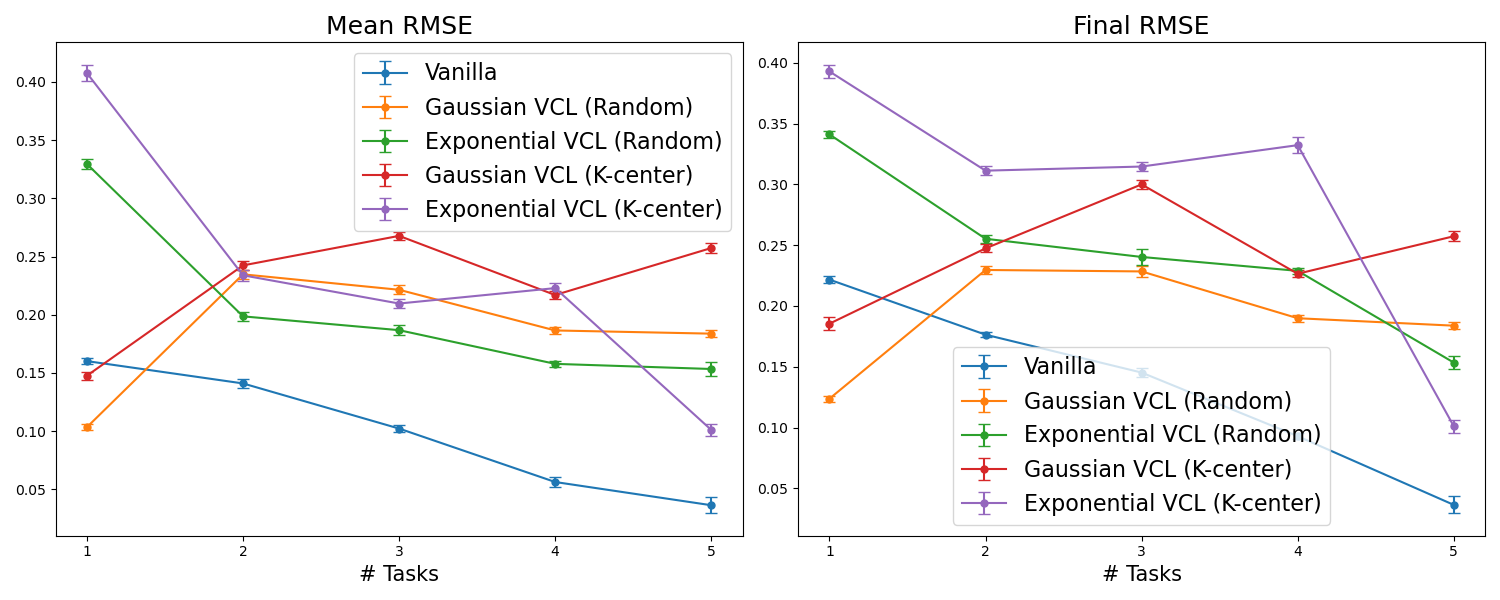 Mean RMSE
0.40
0.35
0.30
0.25
0.20
0.15
0.10
0.05
Vanilla
Gaussian VCL (Random)
Exponential VCL (Random)
Gaussian VCL (K-center)
Exponential VCL (K-center)
1 2 3 4 5
# Tasks
Final RMSE
0.40
0.35
0.30
0.25
0.20
0.15
0.10
0.05
Vanilla
Gaussian VCL (Random)
Exponential VCL (Random)
Gaussian VCL (K-center)
Exponential VCL (K-center)
1 2 3 4 5
# Tasks